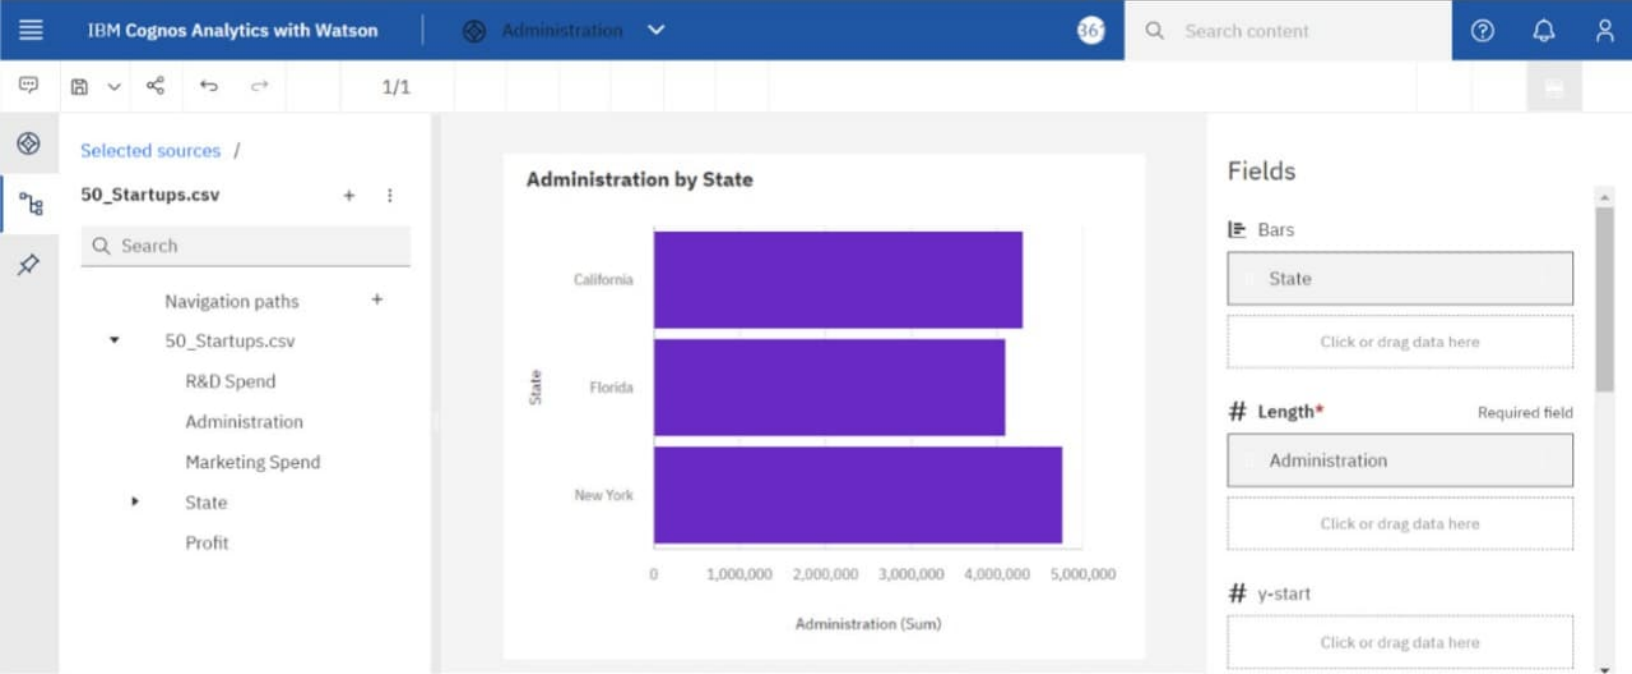 IBM Cognos Analytics with Watson
Administration
361
Search content
1/1
Selected sources /
50_Startups.csv
Search
Navigation paths
50_Startups.csv
R&D Spend
Administration
Marketing Spend
State
Profit
Administration by State
State
California
Florida
New York
0 1,000,000 2,000,000 3,000,000 4,000,000 5,000,000
Administration (Sum)
Fields
Bars
State
Click or drag data here
# Length* Required field
Administration
Click or drag data here
# y-start
Click or drag data here